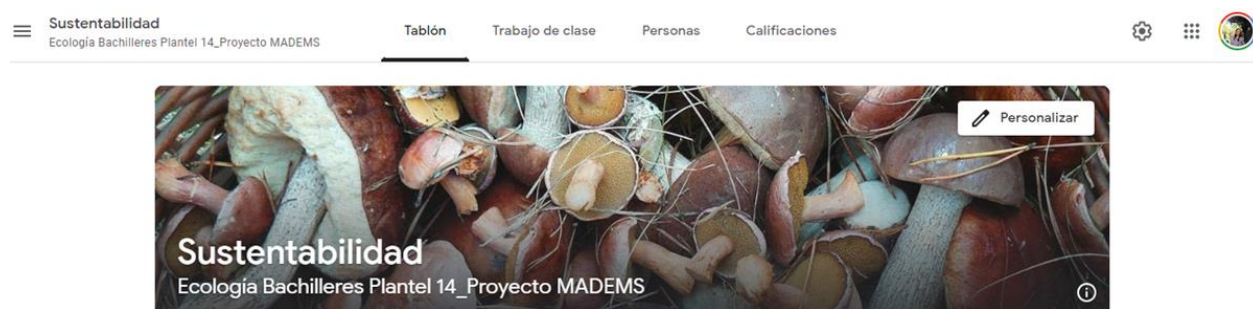 Sustentabilidad
Ecología Bachilleres Plantel 14_Proyecto MADEMS
Tablón
Trabajo de clase
Personas
Calificaciones
Personalizar
Sustentabilidad
Ecología Bachilleres Plantel 14_Proyecto MADEMS